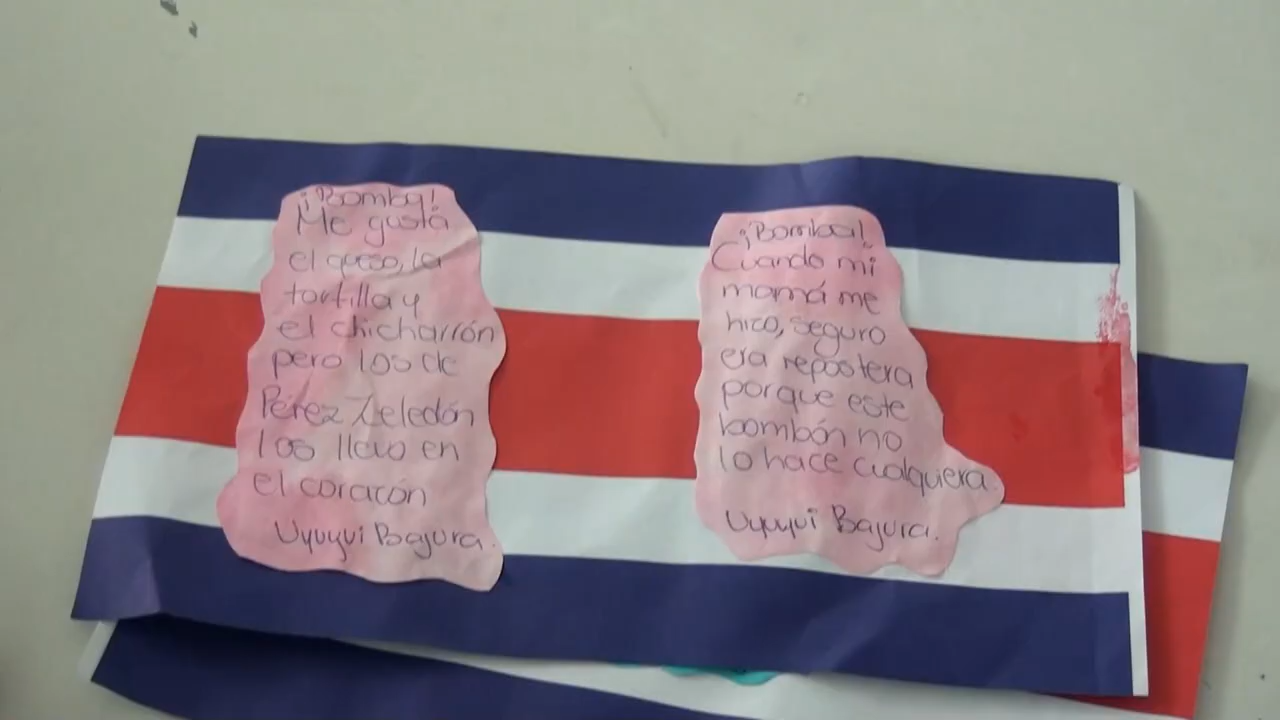 ¡Bomba!
Me gusta
el queso, la
tortilla y
el chicharrón
pero los de
Pérez Zeledón
los llevo en
el corazón
Uyuyui Bajura.
¡Bomba!
Cuando mi
mamá me
hizo, seguro
era repostera
porque este
bombón no
lo hace cualquiera.
Uyuyui Bajura.